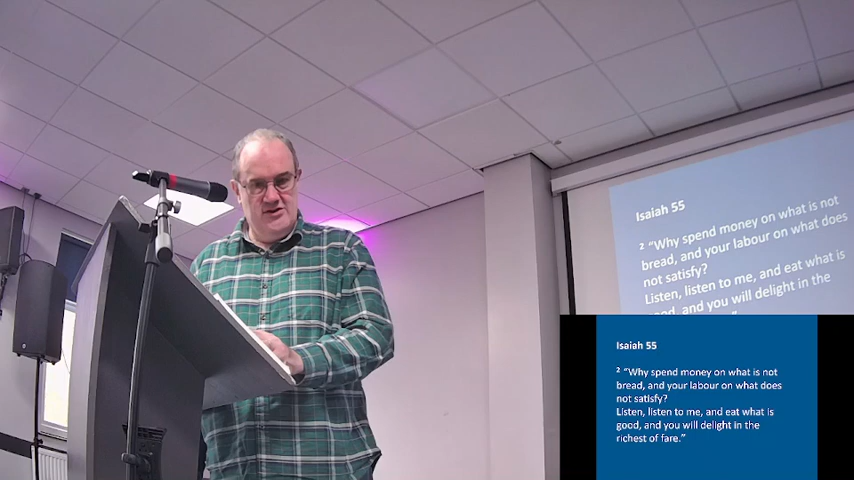 Isaiah 55
2 “Why spend money on what is not
bread, and your labour on what does
not satisfy?
Listen, listen to me, and eat what is
good, and you will delight in the
Isaiah 55
2 “Why spend money on what is not
bread, and your labour on what does
not satisfy?
Listen, listen to me, and eat what is
good, and you will delight in the
richest of fare.”